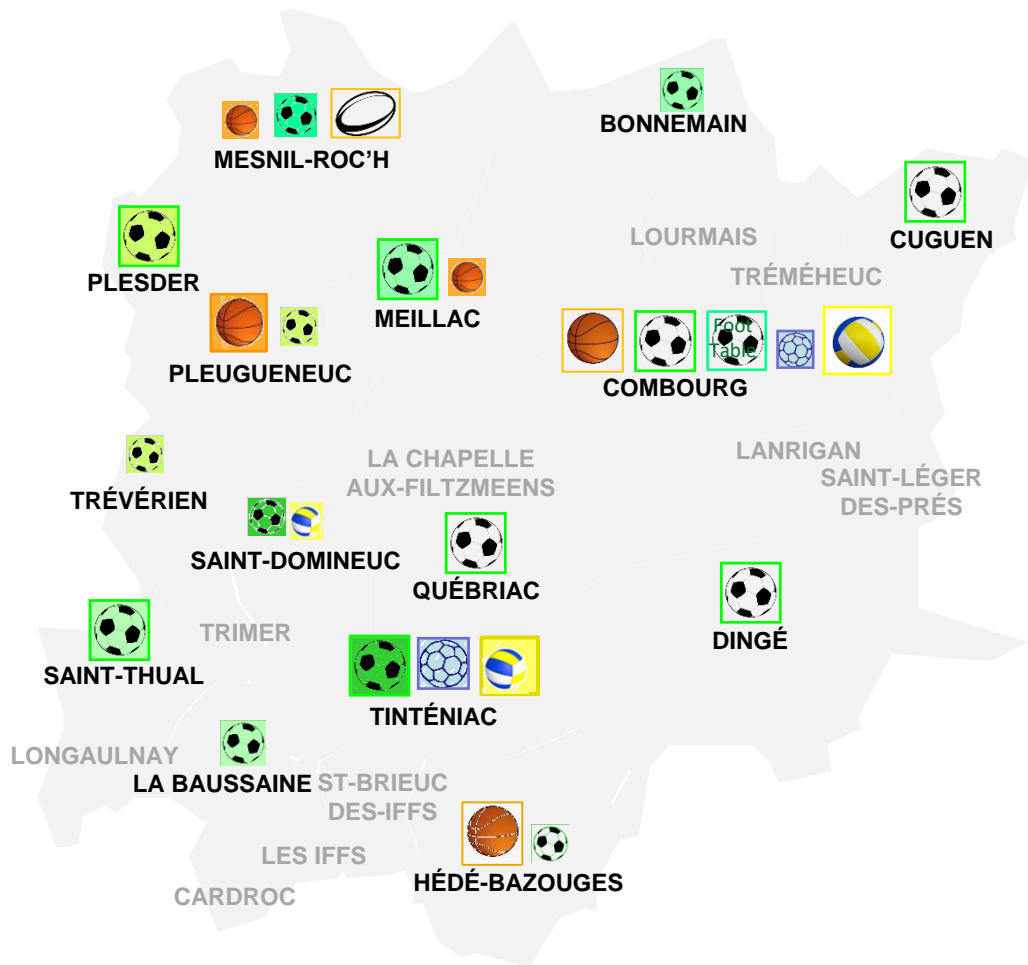 BONNEMAIN
MESNIL-ROC'H
CUGUEN
LOURMAIS
TRÉMÉHEUC
PLESDER
MEILLAC
Foot
Table
PLEUGUENEUC
COMBOURG
LANRIGAN
LA CHAPELLE
AUX-FILTZMEENS
SAINT-LÉGER
DES-PRÉS
TRÉVÉRIEN
SAINT-DOMINEUC
QUÉBRIAC
TRIMER
DINGÉ
SAINT-THUAL
TINTÉNIAC
LONGAULNAY
LA BAUSSAINE
ST-BRIEUC
DES-IFFS
LES IFFS
HÉDÉ-BAZOUGES
CARDROC